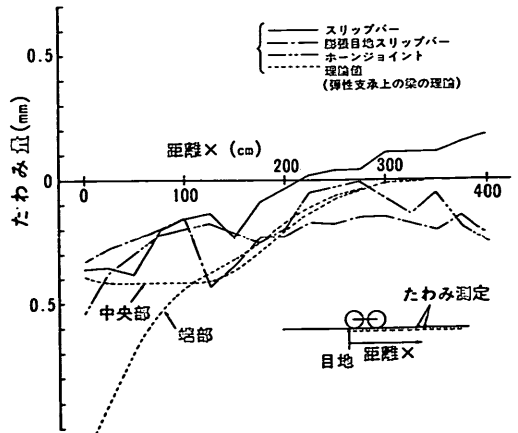 0.5
スリップバー
膨張目地スリップバー
ホーンジョイント
理論値
(弾性支承上の梁の理論)
距離× (cm)
たわみ量(mm)
0
0 100 200 300 400
0.5
中央部
端部
たわみ測定
目地 距離×